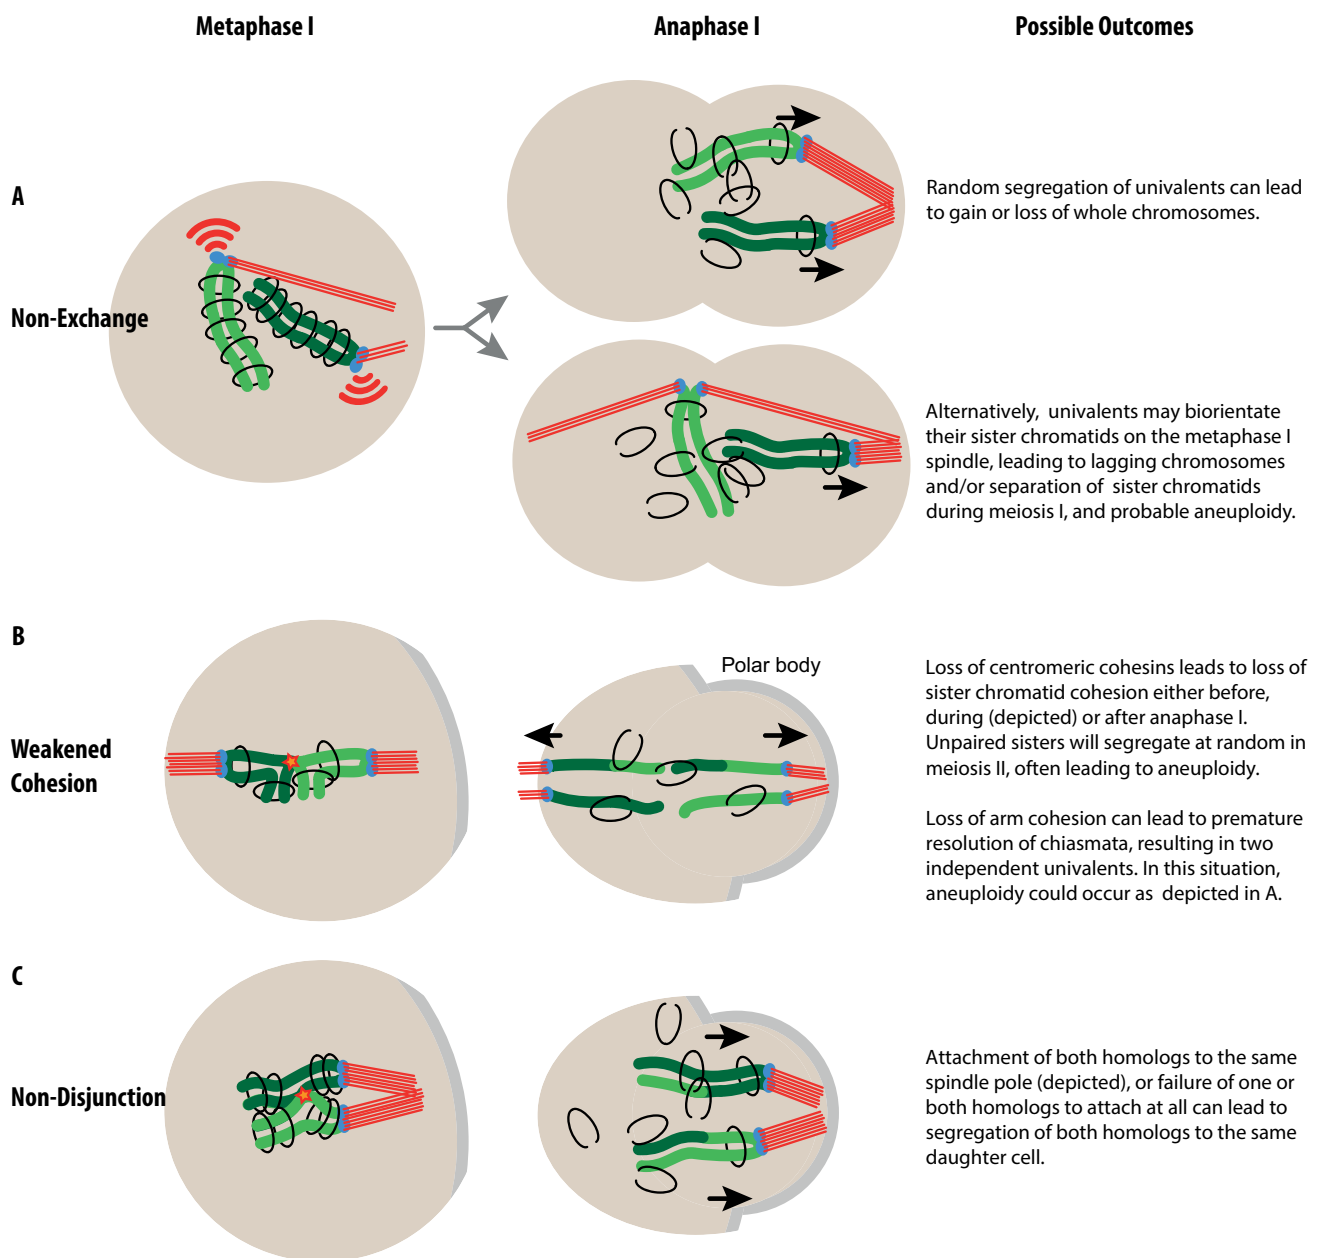 Metaphase I
Anaphase I
Possible Outcomes
A
Non-Exchange
Random segregation of univalents can lead
to gain or loss of whole chromosomes.
Alternatively, univalents may biorientate
their sister chromatids on the metaphase I
spindle, leading to lagging chromosomes
and/or separation of sister chromatids
during meiosis I, and probable aneuploidy.
B
Weakened
Cohesion
Polar body
Loss of centromeric cohesins leads to loss of
sister chromatid cohesion either before,
during (depicted) or after anaphase I.
Unpaired sisters will segregate at random in
meiosis II, often leading to aneuploidy.
Loss of arm cohesion can lead to premature
resolution of chiasmata, resulting in two
independent univalents. In this situation,
aneuploidy could occur as depicted in A.
C
Non-Disjunction
Attachment of both homologs to the same
spindle pole (depicted), or failure of one or
both homologs to attach at all can lead to
segregation of both homologs to the same
daughter cell.